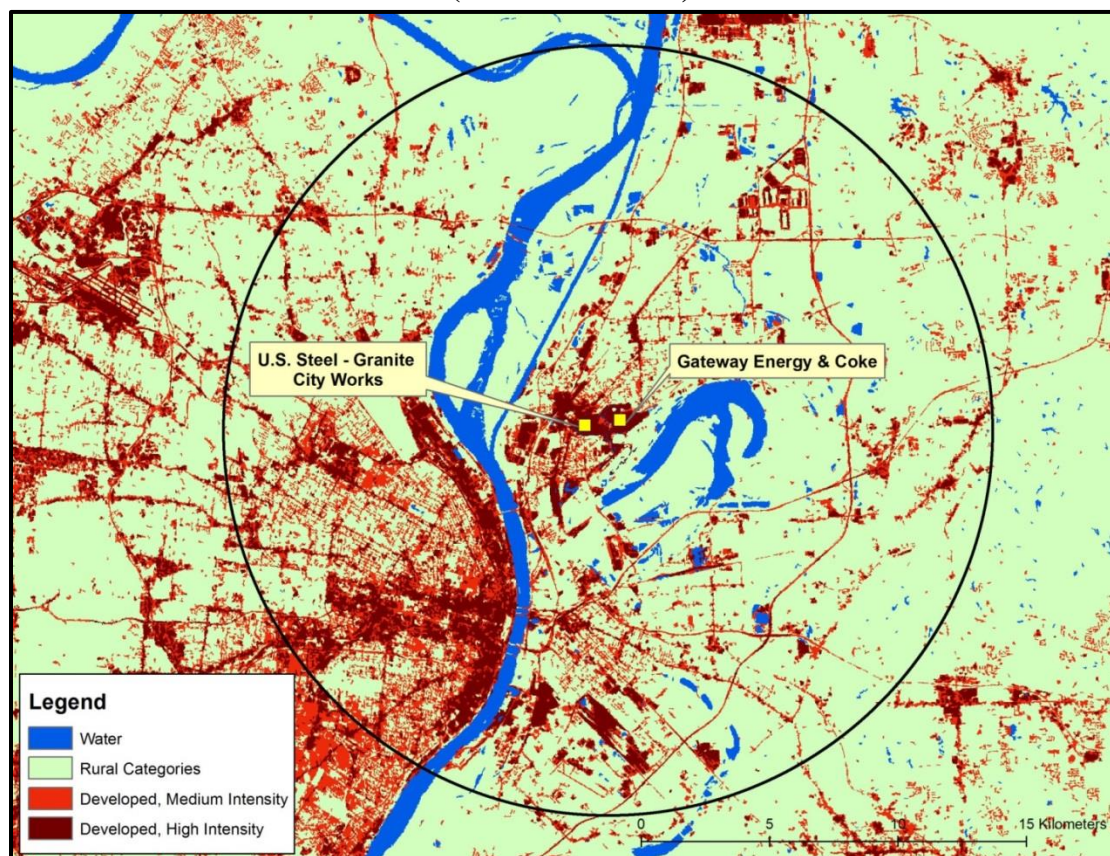 U.S. Steel - Granite
City Works
Gateway Energy & Coke
Legend
Water
Rural Categories
Developed, Medium Intensity
Developed, High Intensity
0 5 10 15 Kilometers